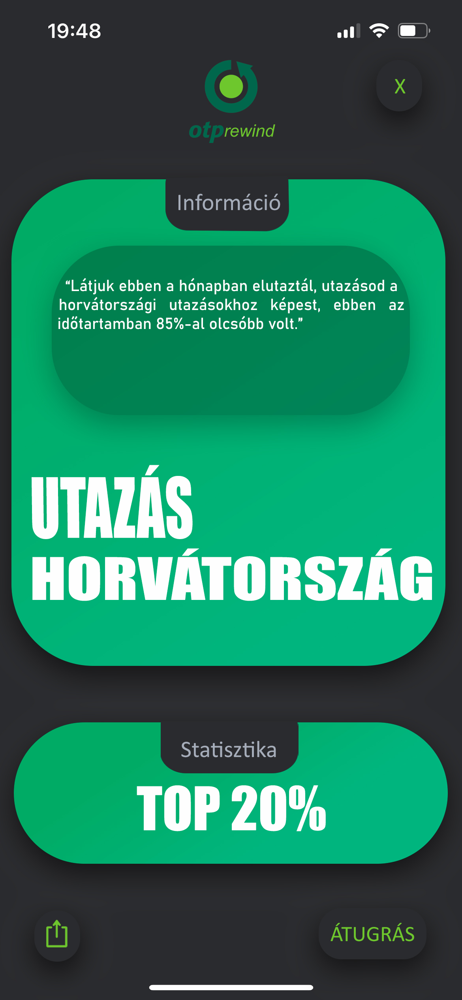 19:48
X
otprewind
Információ
“Látjuk ebben a hónapban elutaztál, utazásod a
horvátországi utazásokhoz képest, ebben az
időtartamban 85%-al olcsóbb volt.”
UTAZÁS
HORVÁTORSZÁG
Statisztika
TOP 20%
ÁTUGRÁS